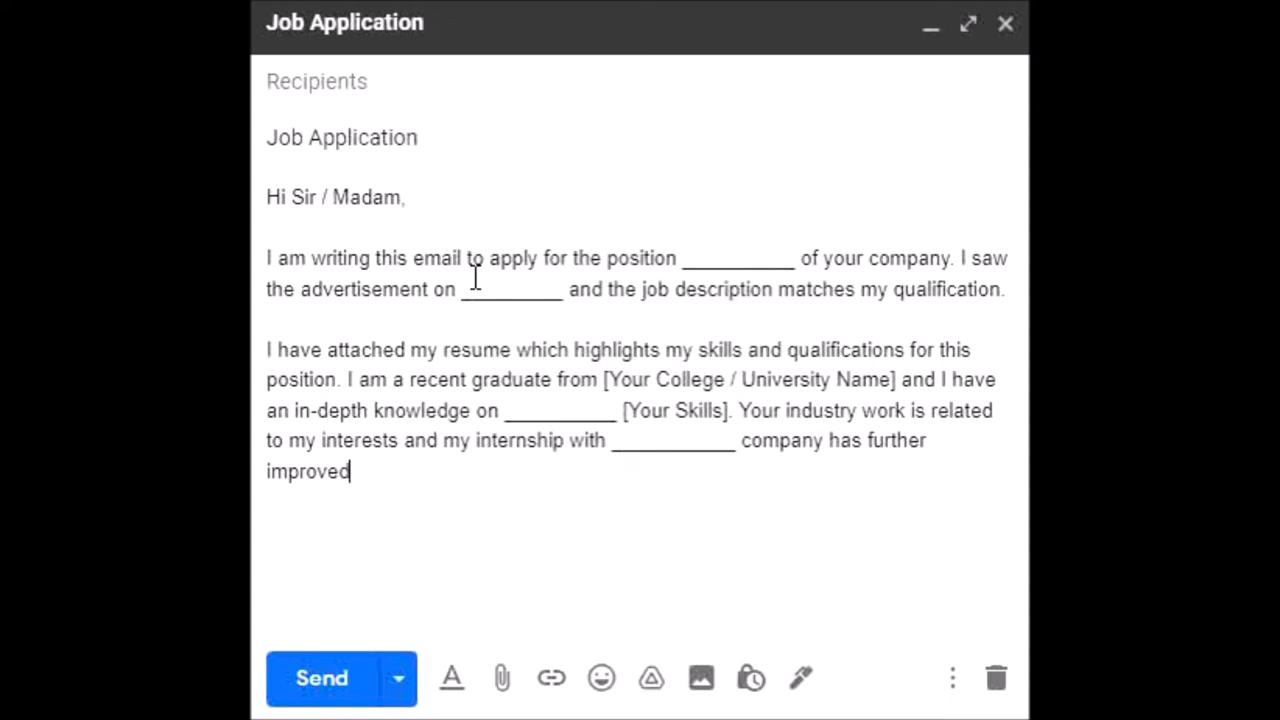 Job Application
Recipients
Job Application
Hi Sir / Madam,
I am writing this email to apply for the position __________ of your company. I saw
the advertisement on _________ and the job description matches my qualification.
I have attached my resume which highlights my skills and qualifications for this
position. I am a recent graduate from [Your College / University Name] and I have
an in-depth knowledge on __________ [Your Skills]. Your industry work is related
to my interests and my internship with ___________ company has further
improved
Send